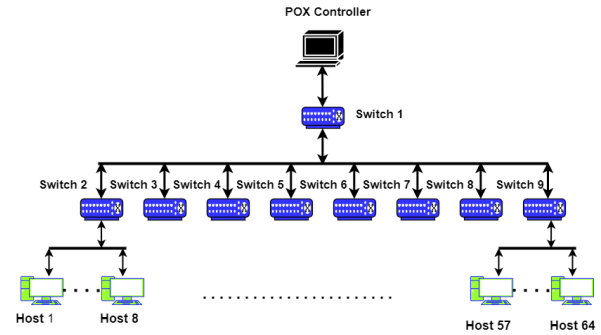 POX Controller
Switch 1
Switch 2 Switch 3 Switch 4 Switch 5 Switch 6 Switch 7 Switch 8 Switch 9
Host 1 Host 8 Host 57 Host 64